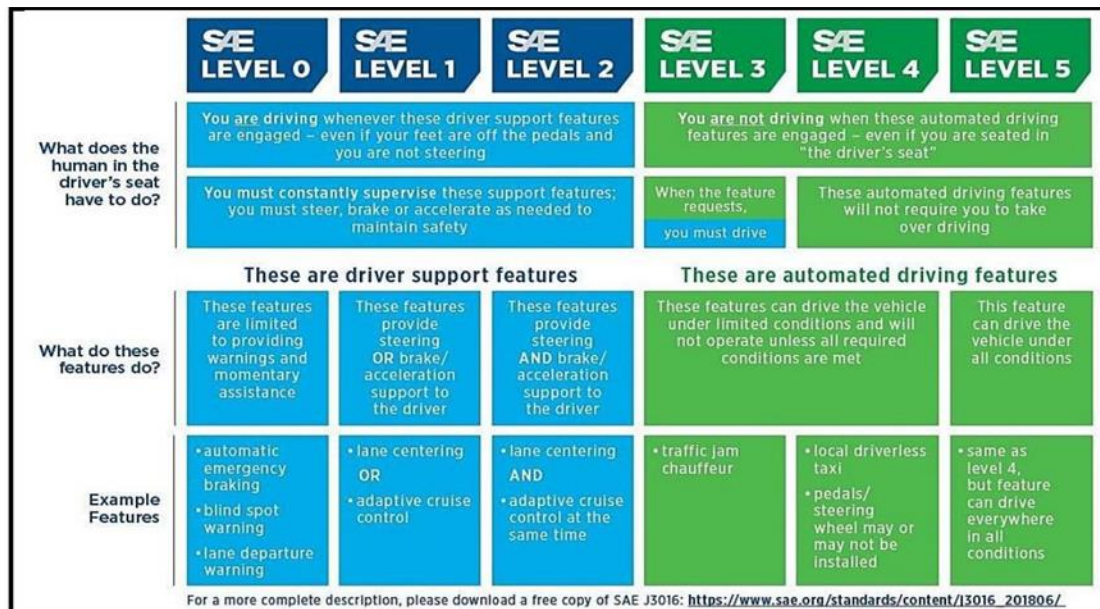 SAE
LEVEL 0
SAE
LEVEL 1
SAE
LEVEL 2
SAE
LEVEL 3
SAE
LEVEL 4
SAE
LEVEL 5
What does the
human in the
driver's seat
have to do?
You are driving whenever these driver support features
are engaged – even if your feet are off the pedals and
you are not steering
You are not driving when these automated driving
features are engaged – even if you are seated in
"the driver's seat"
You must constantly supervise these support features;
you must steer, brake or accelerate as needed to
maintain safety
When the feature
requests,
you must drive
These automated driving features
will not require you to take
over driving
These are driver support features
These are automated driving features
What do these
features do?
These features
are limited
to providing
warnings and
momentary
assistance
These features
provide
steering
OR brake/
acceleration
support to
the driver
These features
provide
steering
AND brake/
acceleration
support to
the driver
These features can drive the vehicle
under limited conditions and will
not operate unless all required
conditions are met
This feature
can drive the
vehicle under
all conditions
Example
Features
•automatic
emergency
braking
•blind spot
warning
•lane departure
warning
•lane centering
OR
•adaptive cruise
control
•lane centering
AND
•adaptive cruise
control at the
same time
•traffic jam
chauffeur
•local driverless
taxi
•pedals/
steering
wheel may or
may not be
installed
•same as
level 4,
but feature
can drive
everywhere
in all
conditions
For a more complete description, please download a free copy of SAE J3016: https://www.sae.org/standards/content/J3016_201806/